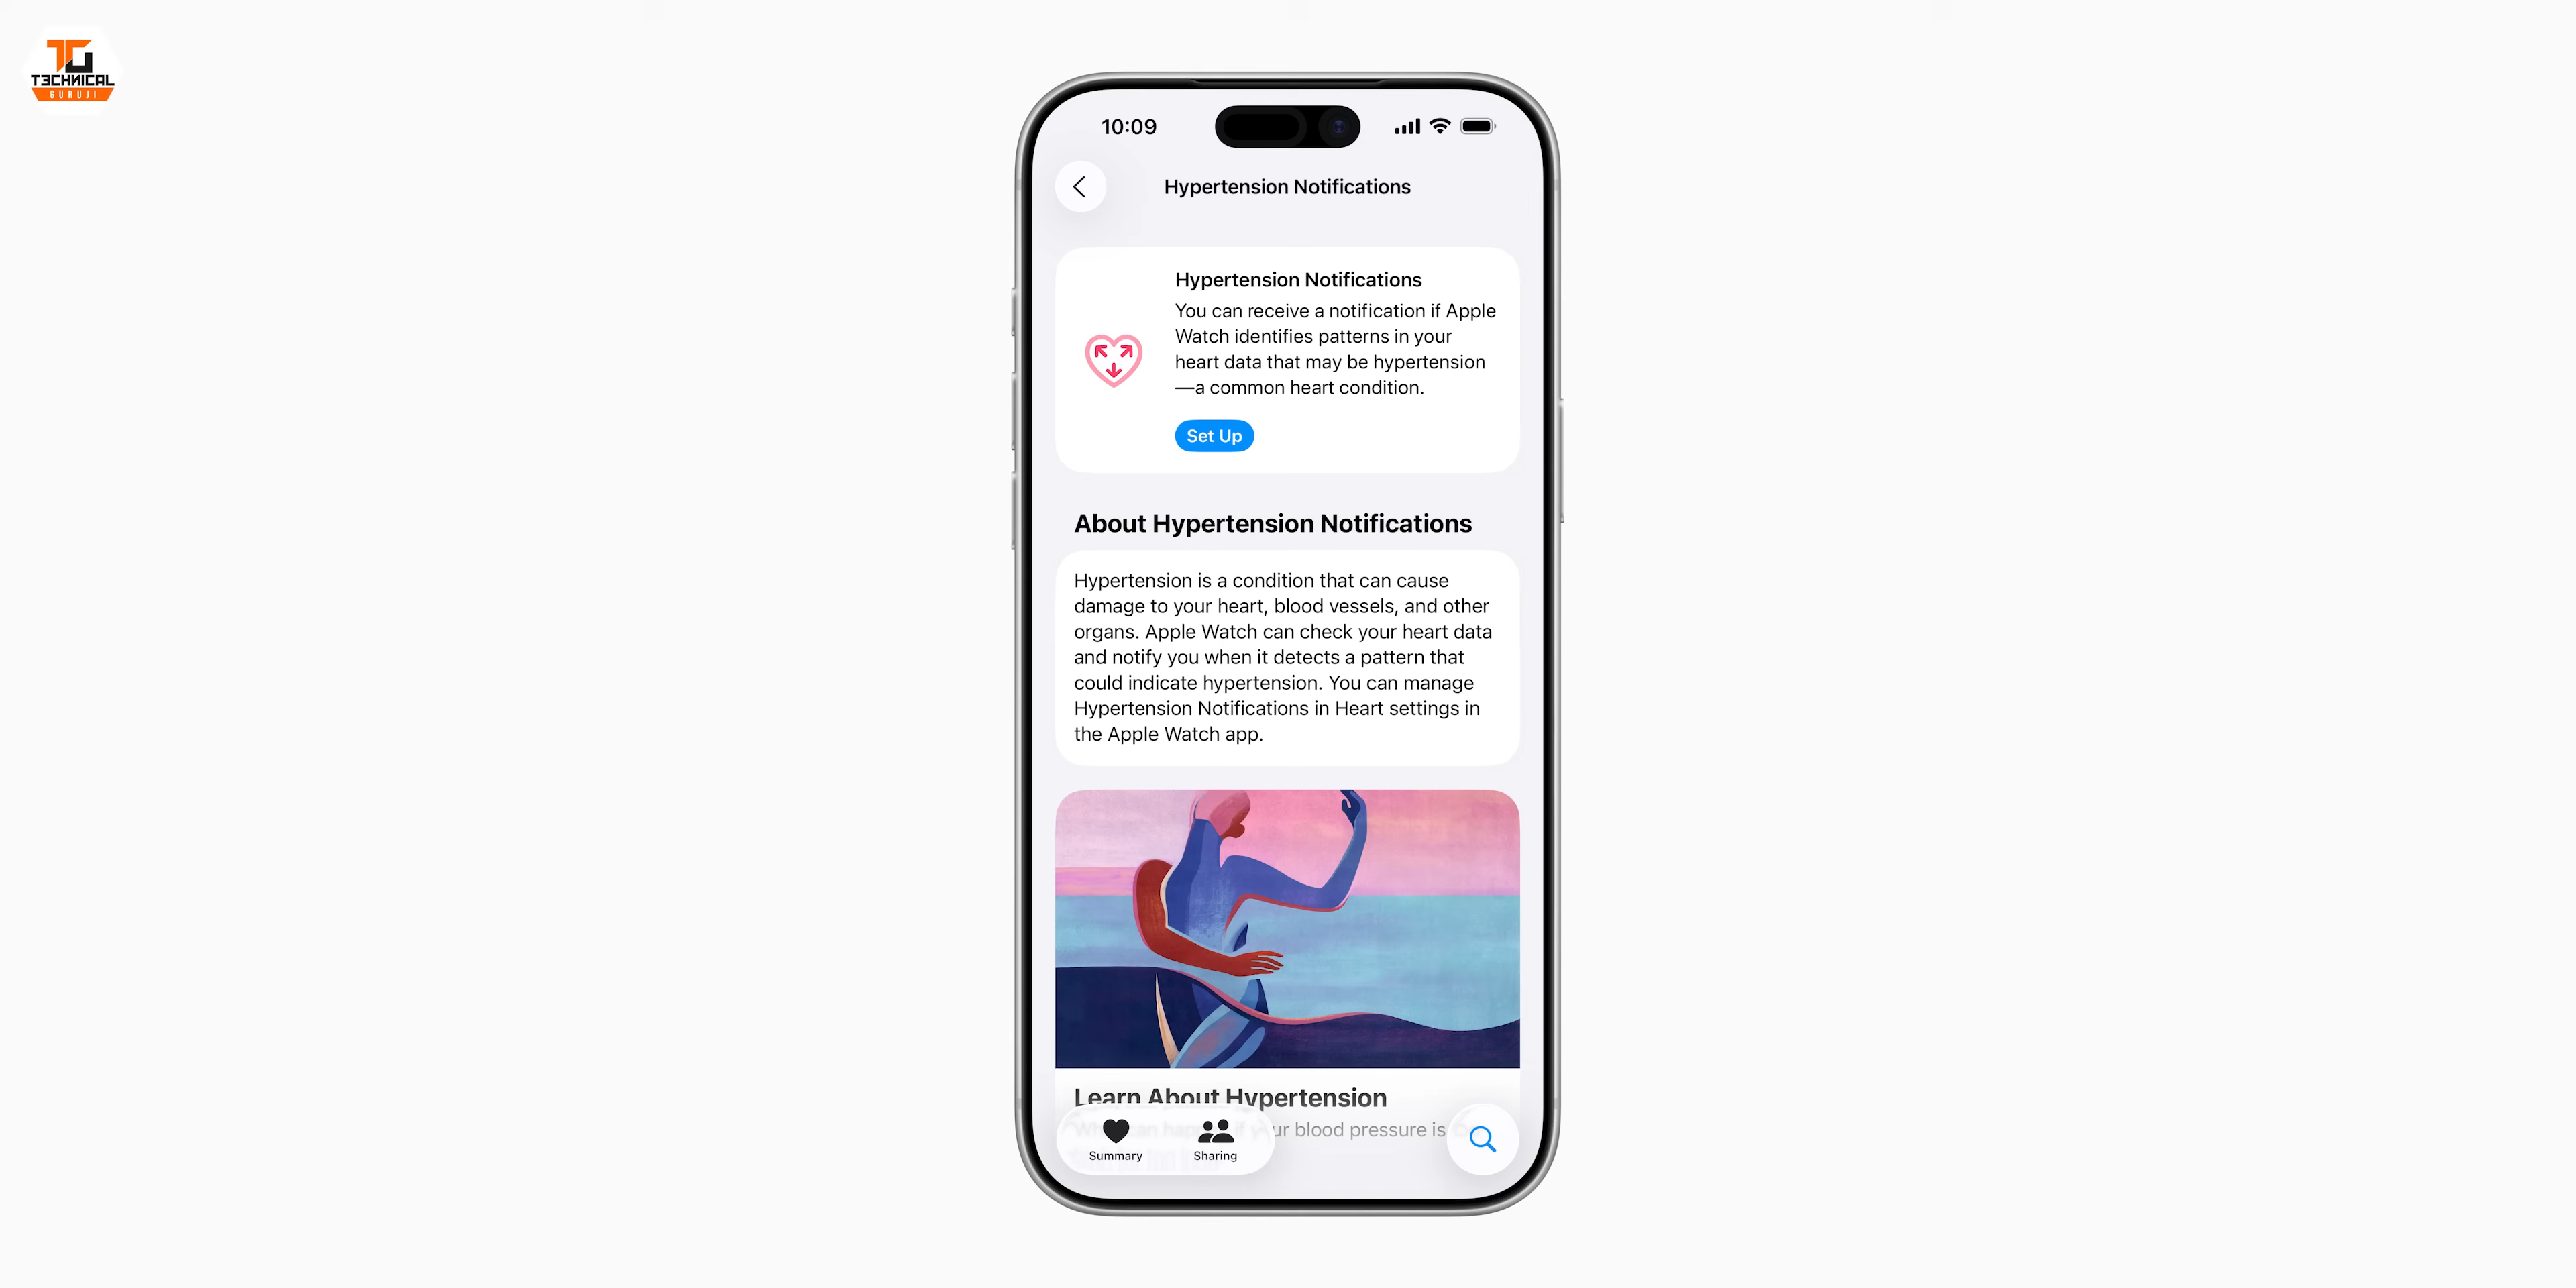 TECHNICAL
GURUJI
10:09
Hypertension Notifications
Hypertension Notifications
You can receive a notification if Apple
Watch identifies patterns in your
heart data that may be hypertension
—a common heart condition.
Set Up
About Hypertension Notifications
Hypertension is a condition that can cause
damage to your heart, blood vessels, and other
organs. Apple Watch can check your heart data
and notify you when it detects a pattern that
could indicate hypertension. You can manage
Hypertension Notifications in Heart settings in
the Apple Watch app.
Learn About Hypertension
blood pressure is
Summary
Sharing